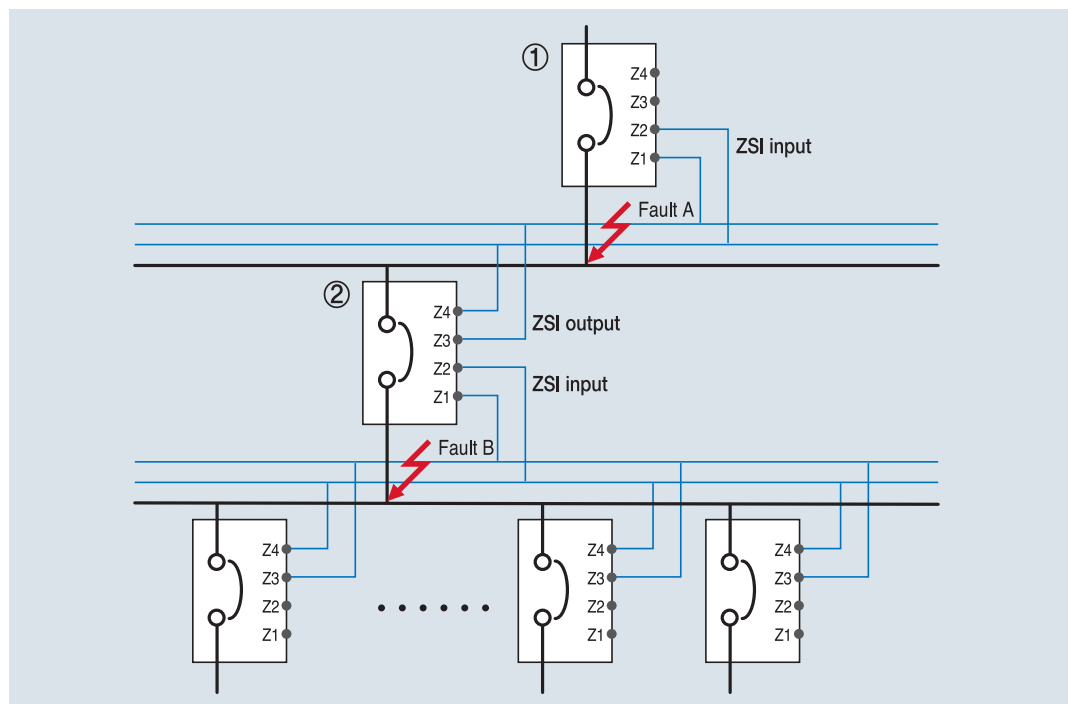 ①
Z4
Z3
Z2
Z1
ZSI input
Fault A
②
Z4
Z3
Z2
Z1
ZSI output
ZSI input
Fault B
Z4
Z3
Z2
Z1
Z4
Z3
Z2
Z1
Z4
Z3
Z2
Z1